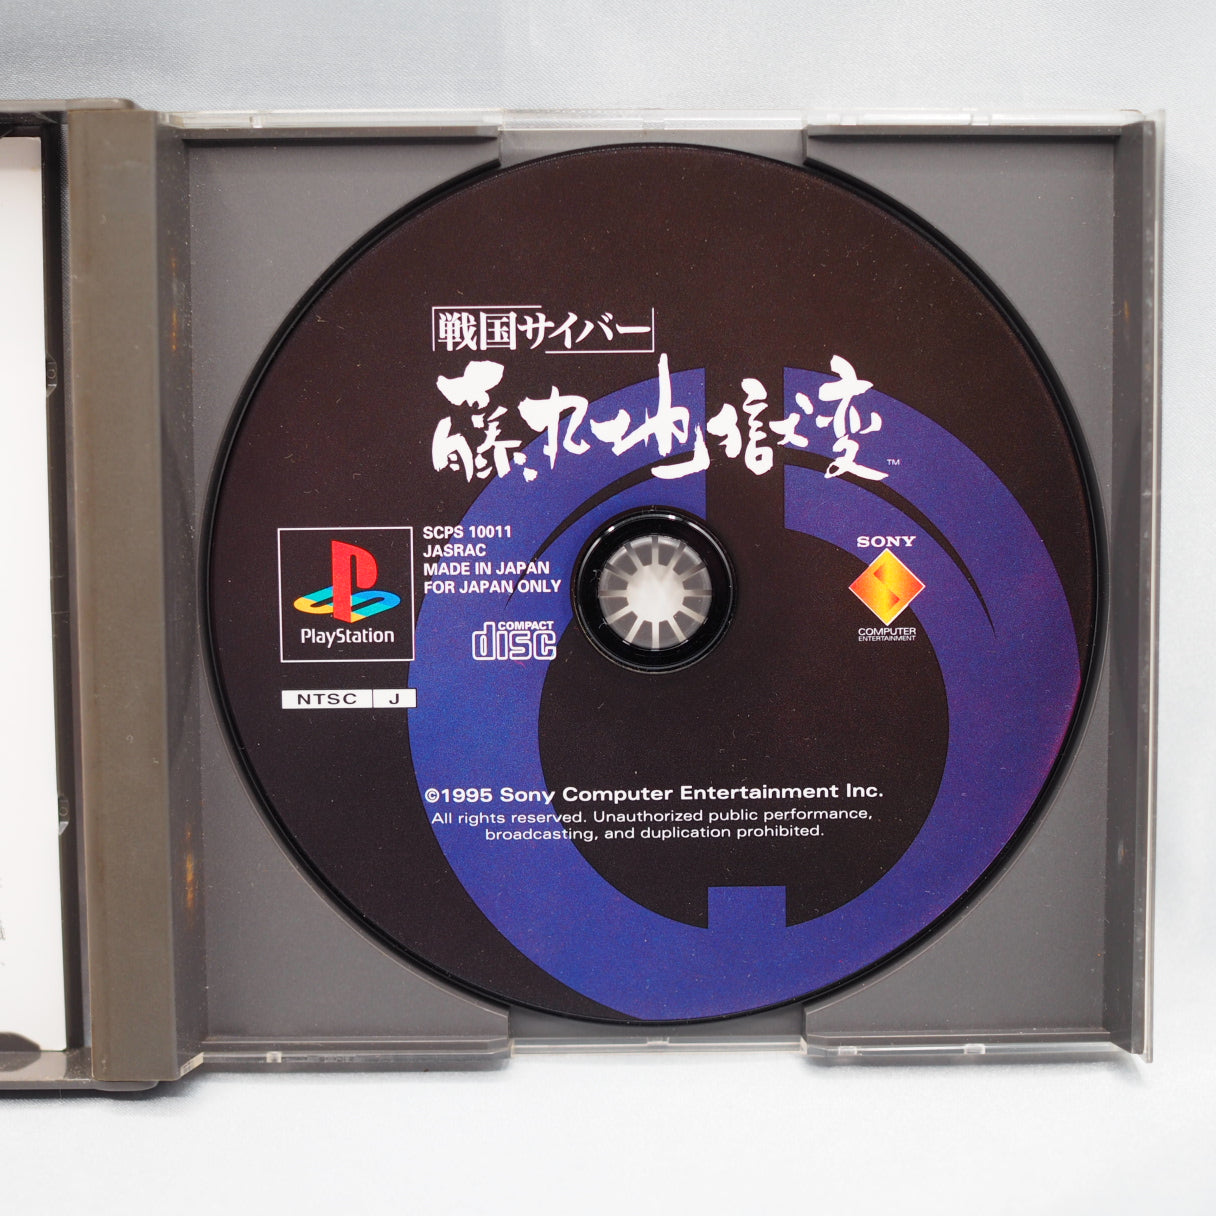 戦国サイバー
藤丸地獄変
TM
SCPS 10011
JASRAC
MADE IN JAPAN
FOR JAPAN ONLY
PlayStation
COMPACT
disc
NTSC J
SONY
COMPUTER
ENTERTAINMENT
©1995 Sony Computer Entertainment Inc.
All rights reserved. Unauthorized public performance,
broadcasting, and duplication prohibited.